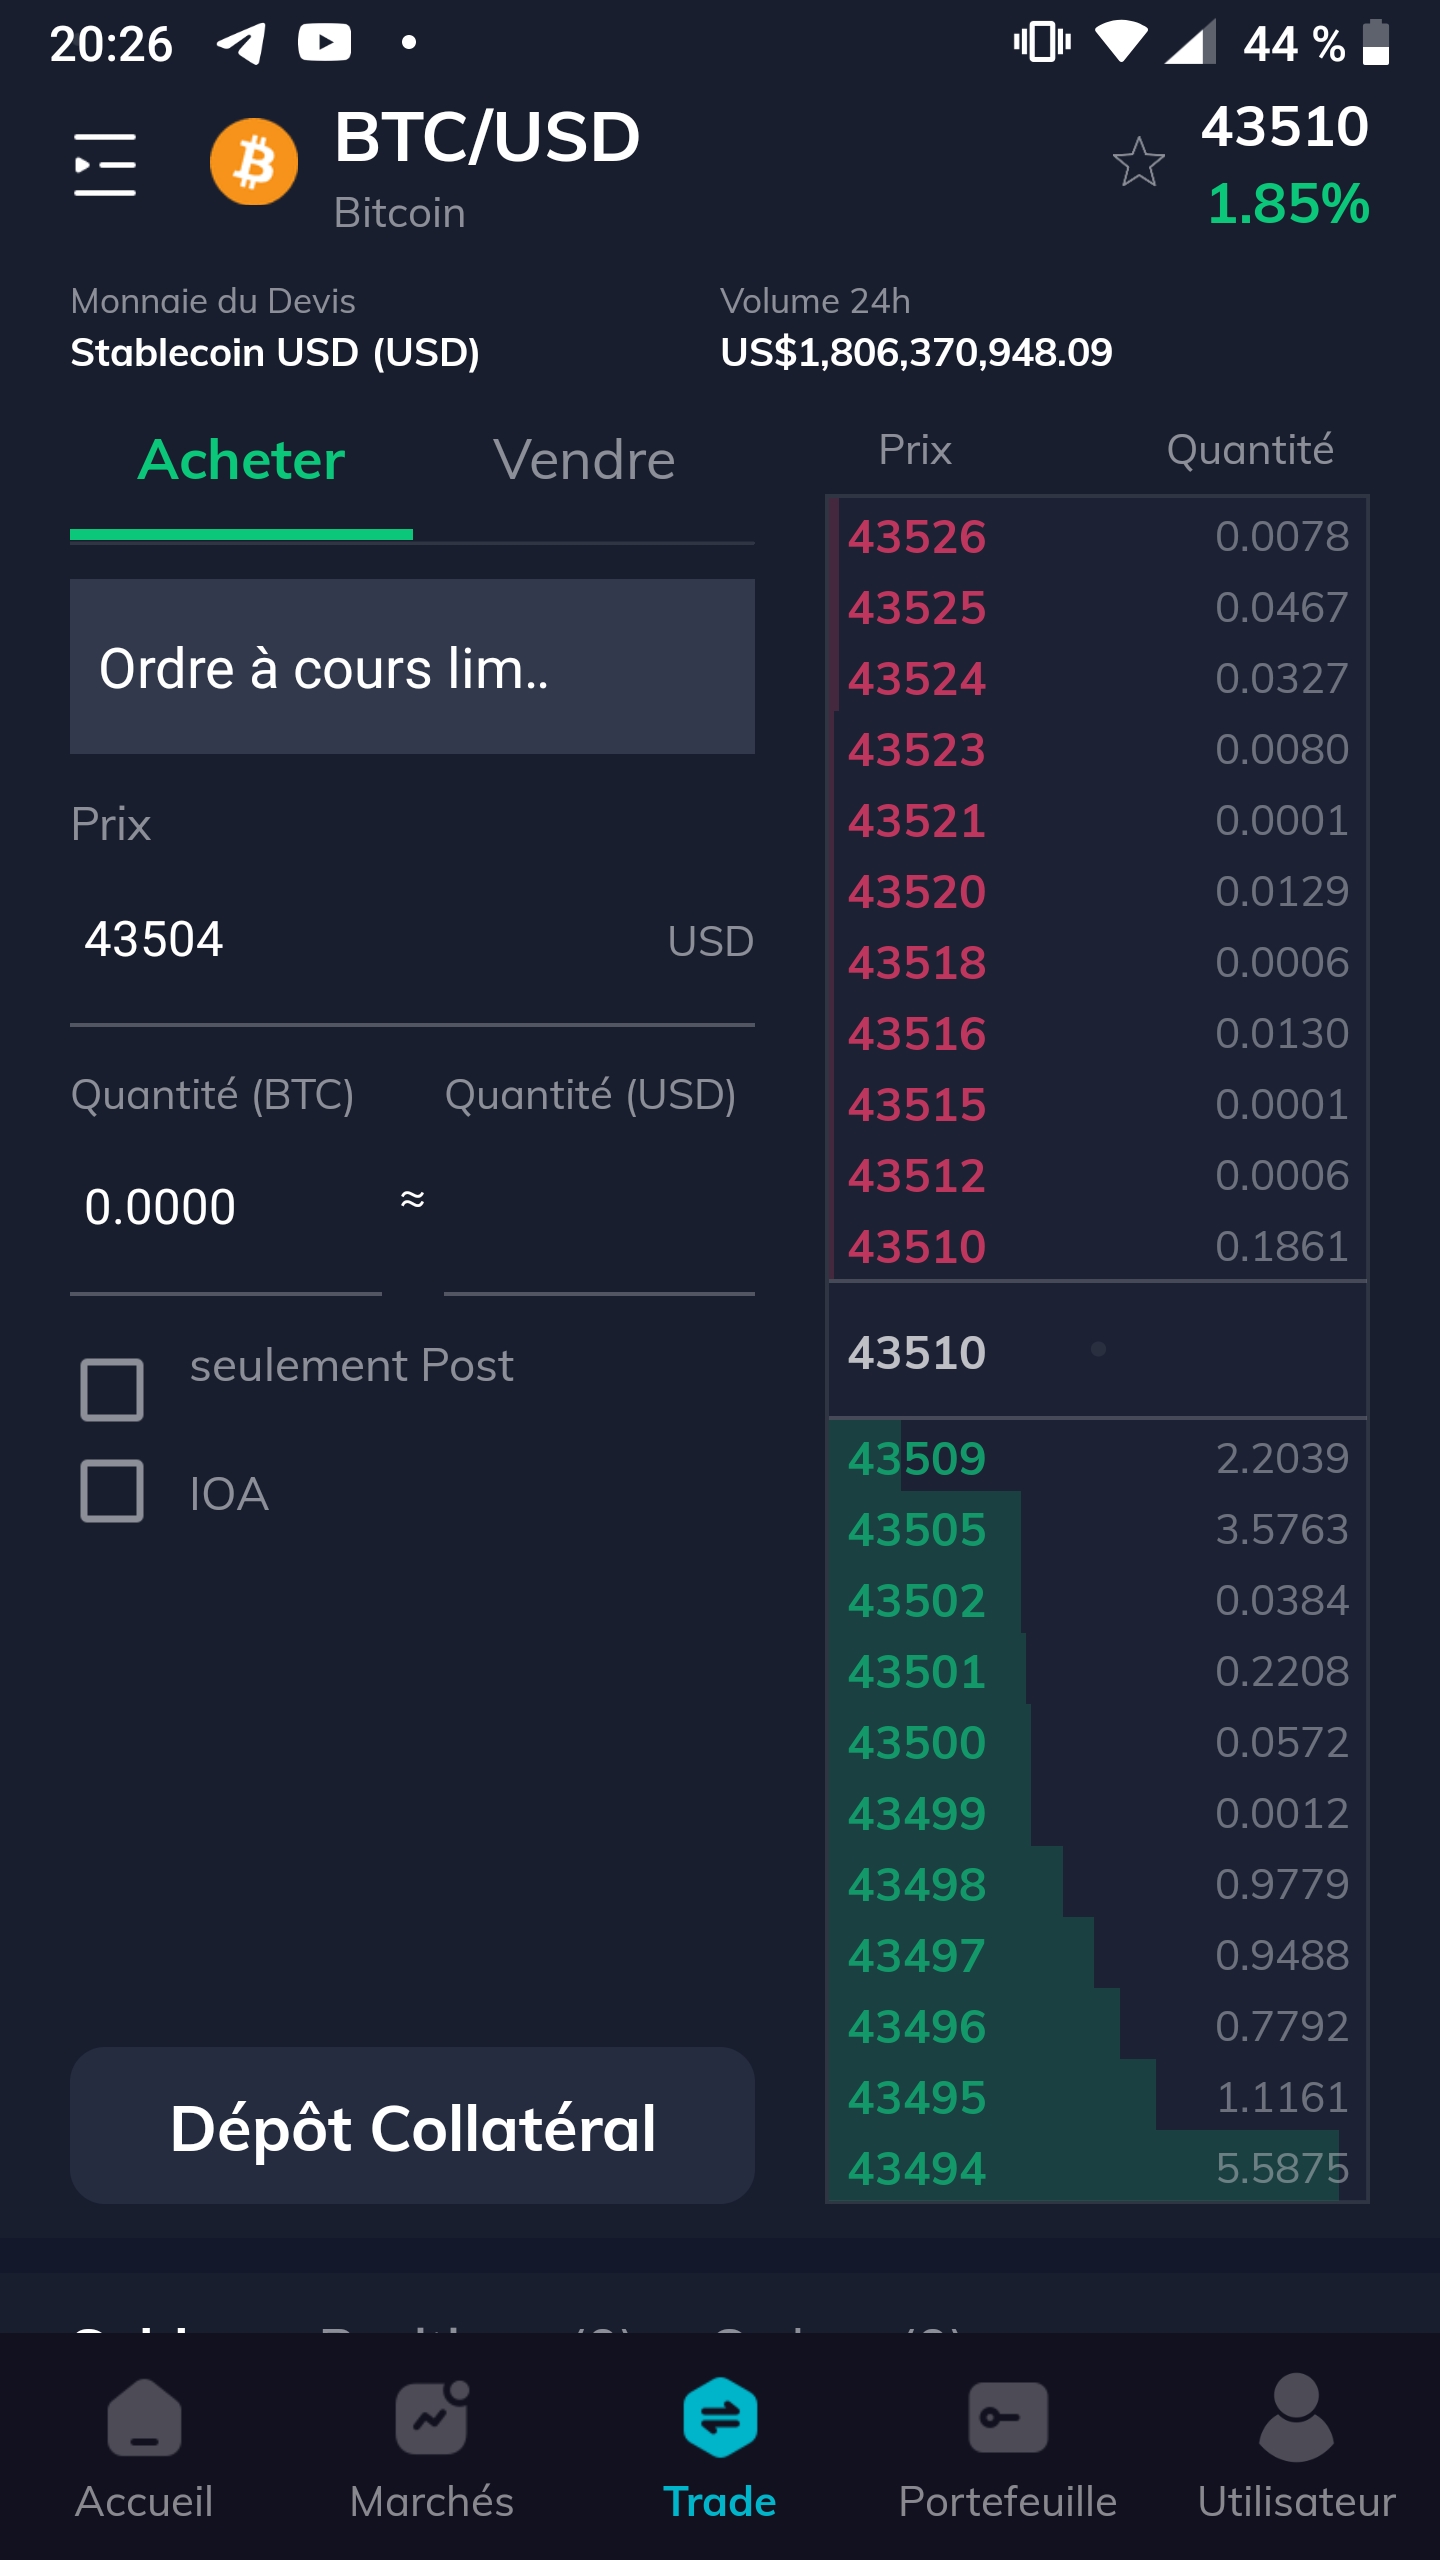 20:26
44 %
BTC/USD
Bitcoin
43510
1.85%
Monnaie du Devis
Stablecoin USD (USD)
Volume 24h
US$1,806,370,948.09
Acheter
Vendre
Ordre à cours lim..
Prix
43504 USD
Quantité (BTC)
Quantité (USD)
0.0000 ≈
seulement Post
IOA
Dépôt Collatéral
Prix Quantité
43526 0.0078
43525 0.0467
43524 0.0327
43523 0.0080
43521 0.0001
43520 0.0129
43518 0.0006
43516 0.0130
43515 0.0001
43512 0.0006
43510 0.1861
43510
43509 2.2039
43505 3.5763
43502 0.0384
43501 0.2208
43500 0.0572
43499 0.0012
43498 0.9779
43497 0.9488
43496 0.7792
43495 1.1161
43494 5.5875
Accueil
Marchés
Trade
Portefeuille
Utilisateur